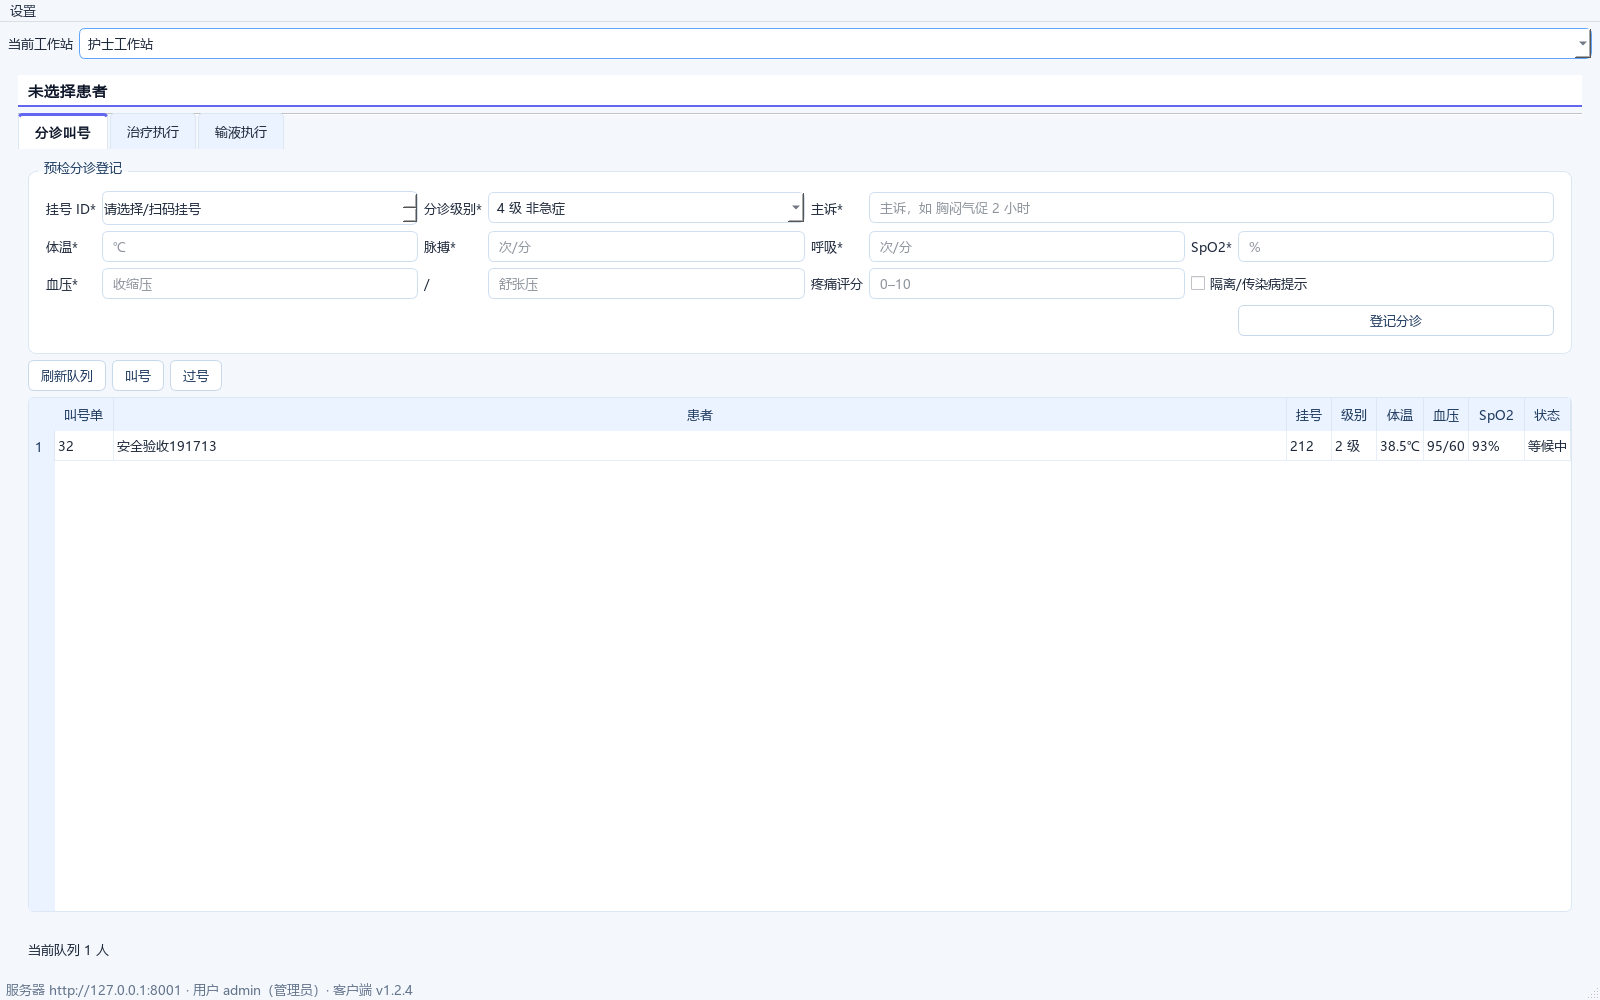 设置
当前工作站 护士工作站
未选择患者
分诊叫号 治疗执行 输液执行
预检分诊登记
挂号 ID* 请选择/扫码挂号 分诊级别* 4 级 非急症 主诉* 主诉，如 胸闷气促 2 小时
体温* ℃ 脉搏* 次/分 呼吸* 次/分 SpO2* %
血压* 收缩压 / 舒张压 疼痛评分 0–10 隔离/传染病提示
登记分诊
刷新队列 叫号 过号
叫号单 患者 挂号 级别 体温 血压 SpO2 状态
1 32 安全验收191713 212 2 级 38.5℃ 95/60 93% 等候中
当前队列 1 人
服务器 http://127.0.0.1:8001 · 用户 admin（管理员）· 客户端 v1.2.4